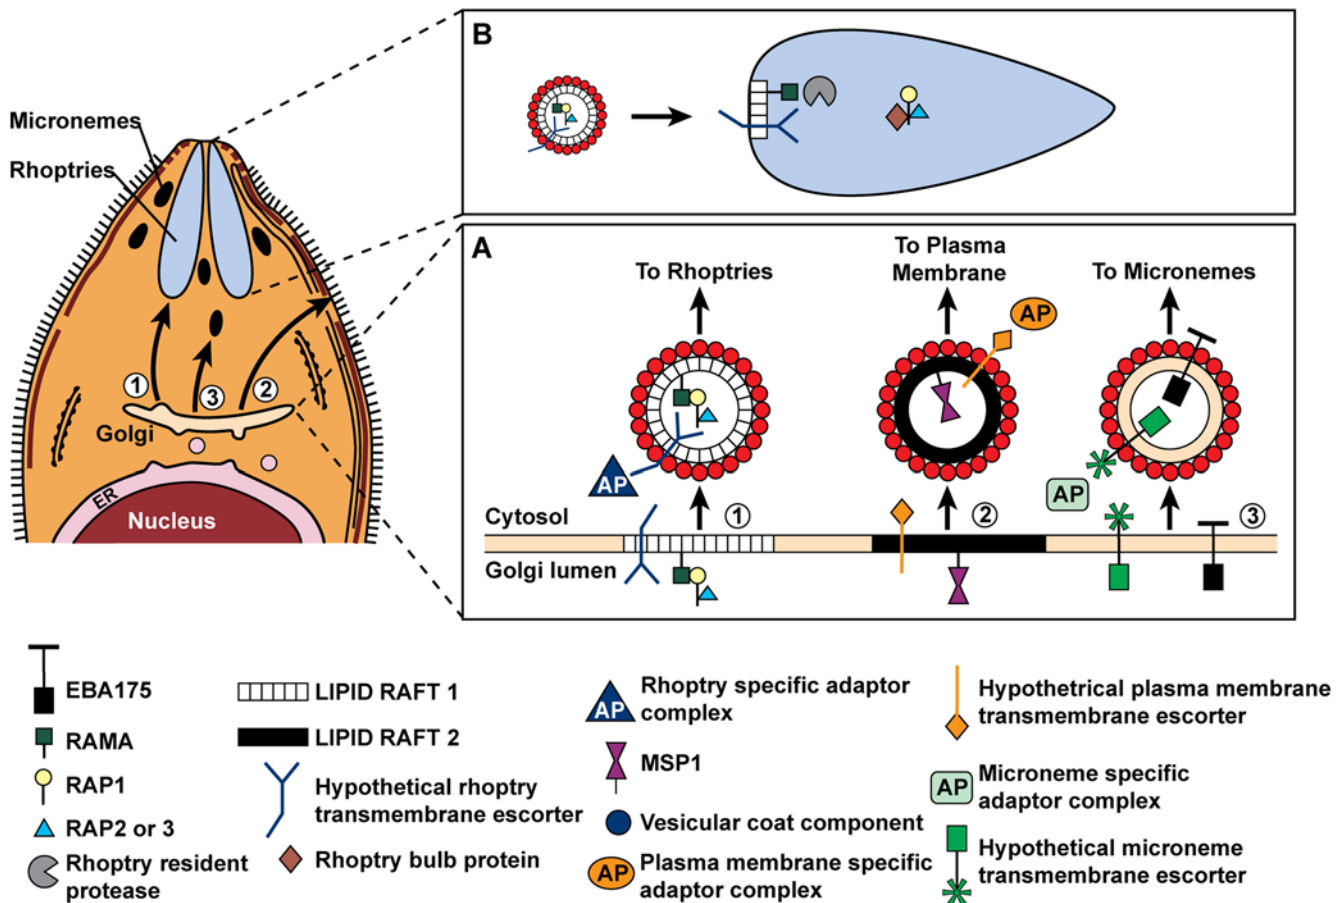 B
Micronemes
Rhoptries
A
To Rhoptries
To Plasma
Membrane
To Micronemes
AP
AP
AP
1
3
2
Golgi
ER
Nucleus
Cytosol
1
2
3
Golgi lumen
EBA175
RAMA
RAP1
RAP2 or 3
Rhoptry resident
protease
LIPID RAFT 1
LIPID RAFT 2
Hypothetical rhoptry
transmembrane escorter
Rhoptry bulb protein
AP
Rhoptry specific adaptor
complex
MSP1
Vesicular coat component
AP
Plasma membrane specific
adaptor complex
Hypothetrical plasma membrane
transmembrane escorter
AP
Microneme specific
adaptor complex
Hypothetical microneme
transmembrane escorter